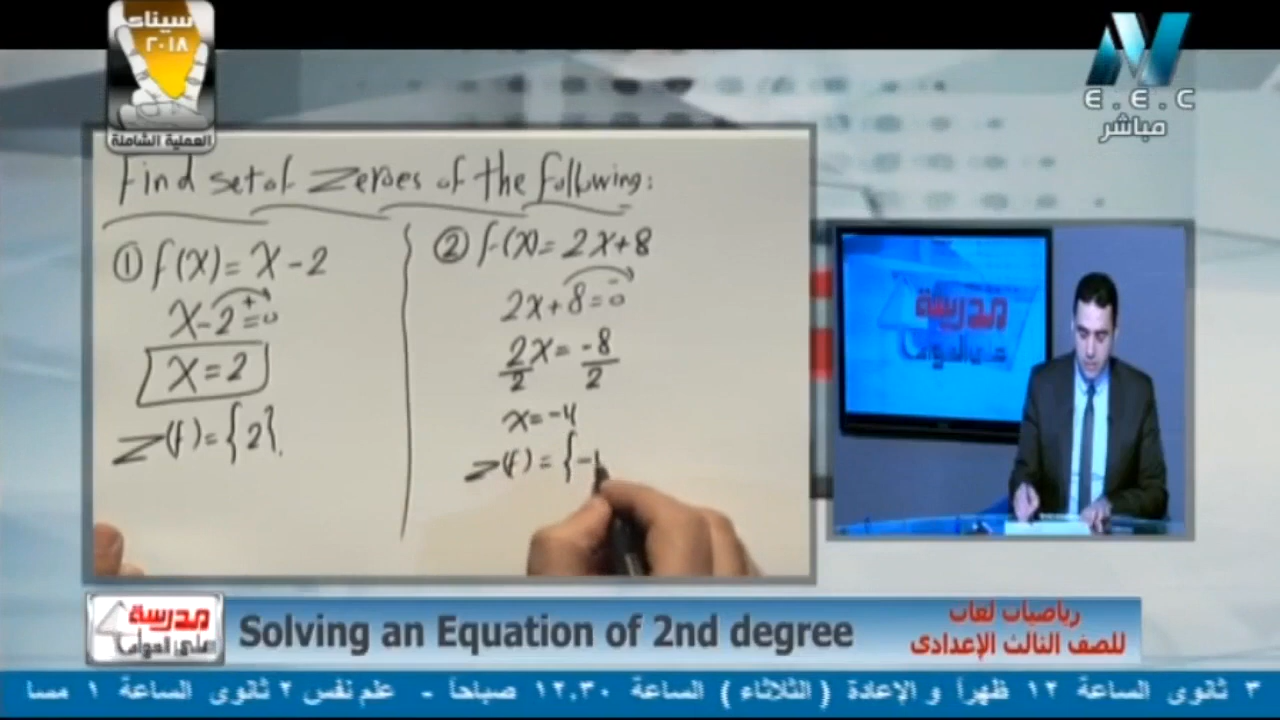 سيناء
٢٠١٨
العملية الشاملة
E.E.C
مباشر
Find set of zeroes of the following:
① f(x) = x - 2
x - 2 = 0
+
x = 2
z(f) = {2}.
② f(x) = 2x + 8
2x + 8 = 0
-
2x/2 = -8/2
x = -4
z(f) = {-
مدرسة
على الهواء
مدرسة
على الهواء
Solving an Equation of 2nd degree
رياضيات لغات
للصف الثالث الإعدادى
٣ ثانوى الساعة ١٢ ظهراً و الإعادة ( الثلاثاء ) الساعة ١٢.٣٠ صباحاً - علم نفس ٢ ثانوى الساعة ١ مسا